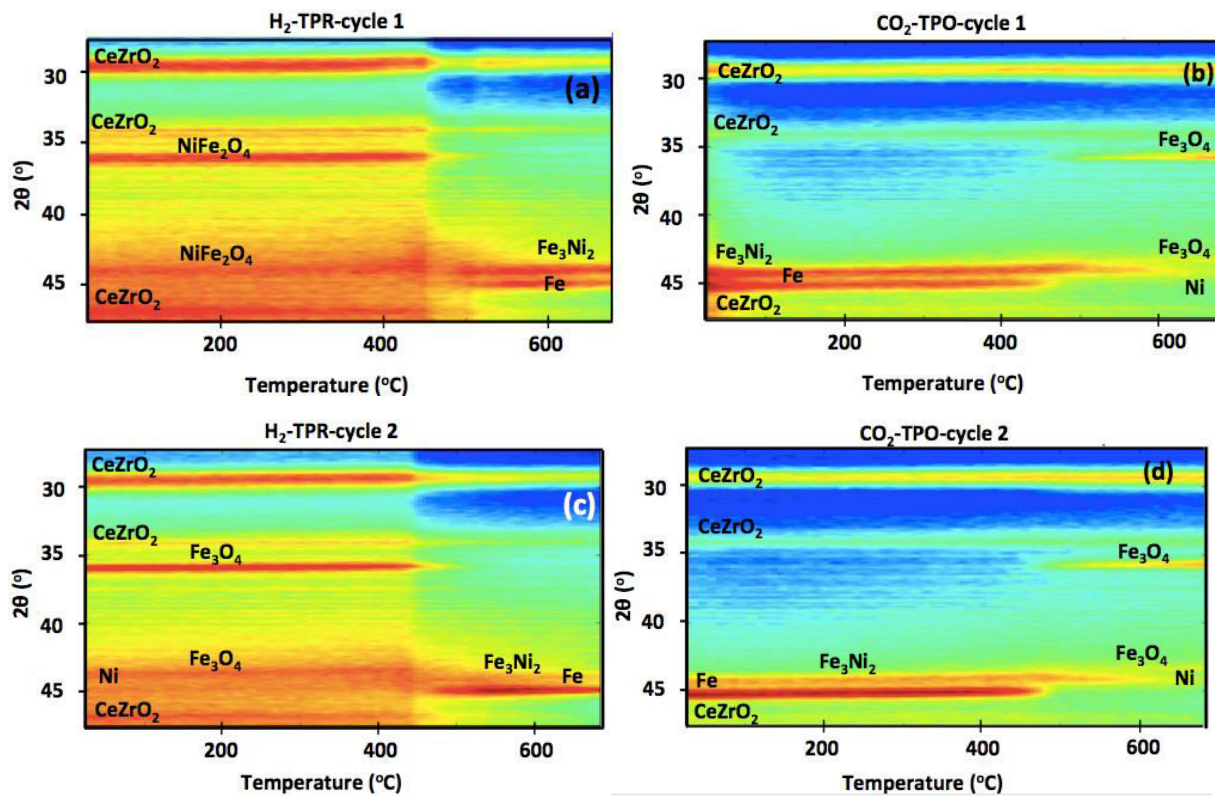 H₂-TPR-cycle 1
CeZrO₂
30
(a)
CeZrO₂
35
NiFe₂O₄
2θ (°)
40
NiFe₂O₄
Fe₃Ni₂
45
Fe
CeZrO₂
200
400
600
Temperature (°C)
CO₂-TPO-cycle 1
30
CeZrO₂
(b)
CeZrO₂
35
Fe₃O₄
2θ (°)
40
Fe₃Ni₂
Fe₃O₄
Fe
45
Ni
CeZrO₂
200
400
600
Temperature (°C)
H₂-TPR-cycle 2
CeZrO₂
30
(c)
CeZrO₂
35
Fe₃O₄
2θ (°)
40
Ni
Fe₃O₄
Fe₃Ni₂
Fe
45
CeZrO₂
200
400
600
Temperature (°C)
CO₂-TPO-cycle 2
CeZrO₂
(d)
30
CeZrO₂
35
Fe₃O₄
2θ (°)
40
Fe
Fe₃Ni₂
Fe₃O₄
Ni
45
CeZrO₂
200
400
600
Temperature (°C)